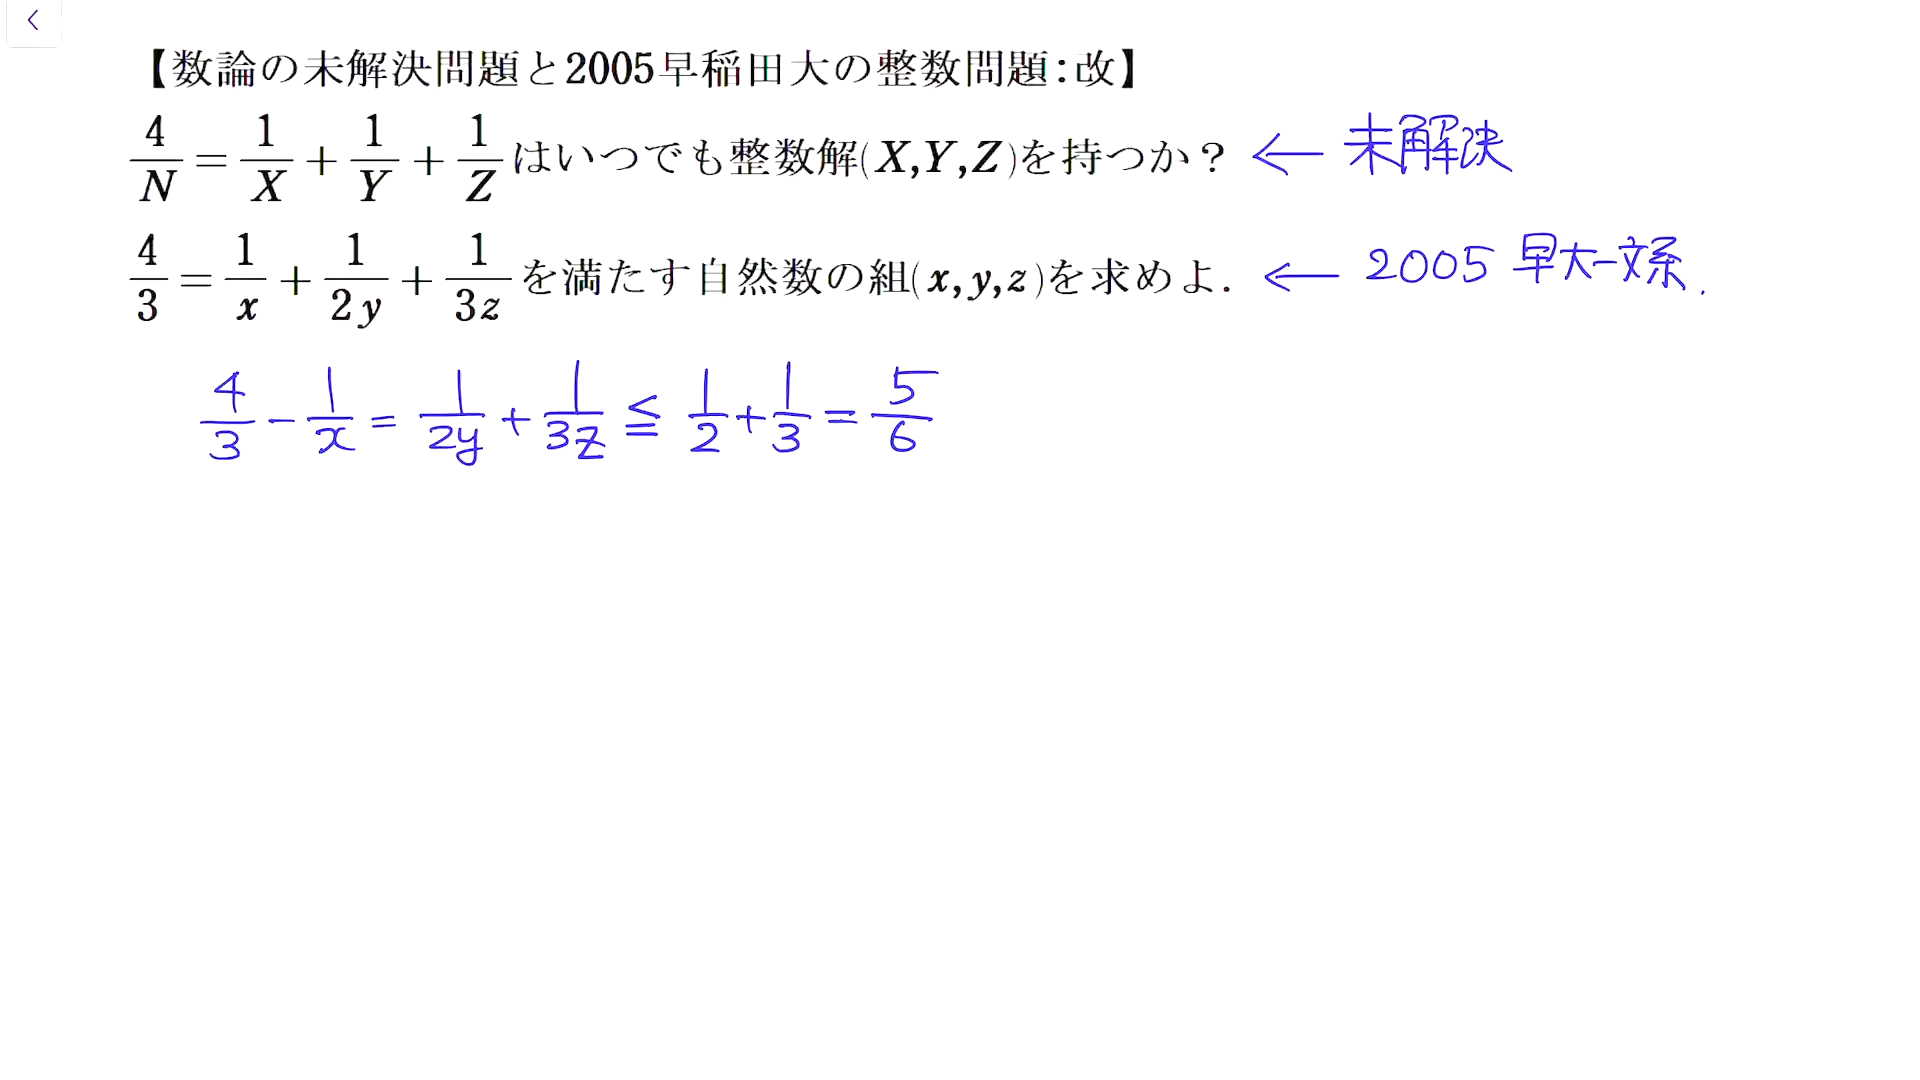 【数論の未解決問題と2005早稲田大の整数問題:改】
4/N = 1/X + 1/Y + 1/Z はいつでも整数解(X,Y,Z)を持つか? ← 未解決
4/3 = 1/x + 1/2y + 1/3z を満たす自然数の組(x,y,z)を求めよ. ← 2005 早大-文系.
4/3 - 1/x = 1/2y + 1/3z ≦ 1/2 + 1/3 = 5/6